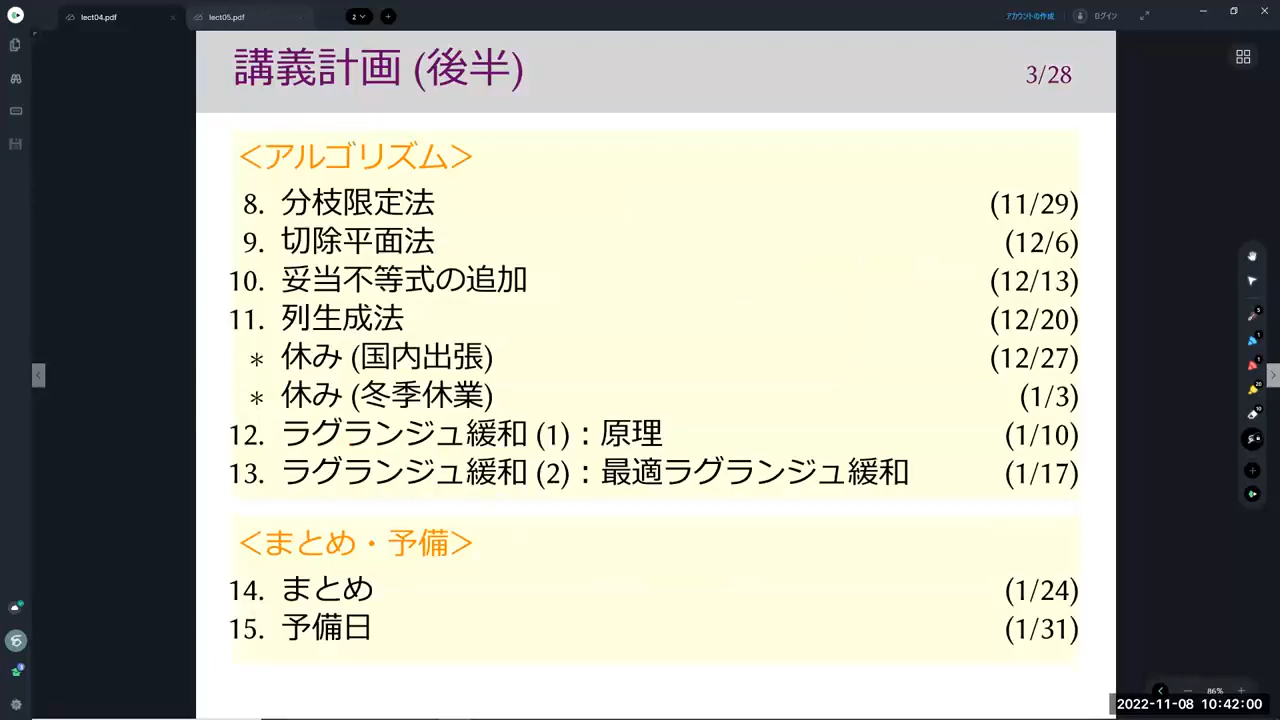 lect04.pdf
lect05.pdf
2
アカウントの作成
ログイン
講義計画 (後半)
3/28
＜アルゴリズム＞
8. 分枝限定法 (11/29)
9. 切除平面法 (12/6)
10. 妥当不等式の追加 (12/13)
11. 列生成法 (12/20)
* 休み (国内出張) (12/27)
* 休み (冬季休業) (1/3)
12. ラグランジュ緩和 (1)：原理 (1/10)
13. ラグランジュ緩和 (2)：最適ラグランジュ緩和 (1/17)
＜まとめ・予備＞
14. まとめ (1/24)
15. 予備日 (1/31)
86%
2022-11-08 10:42:00